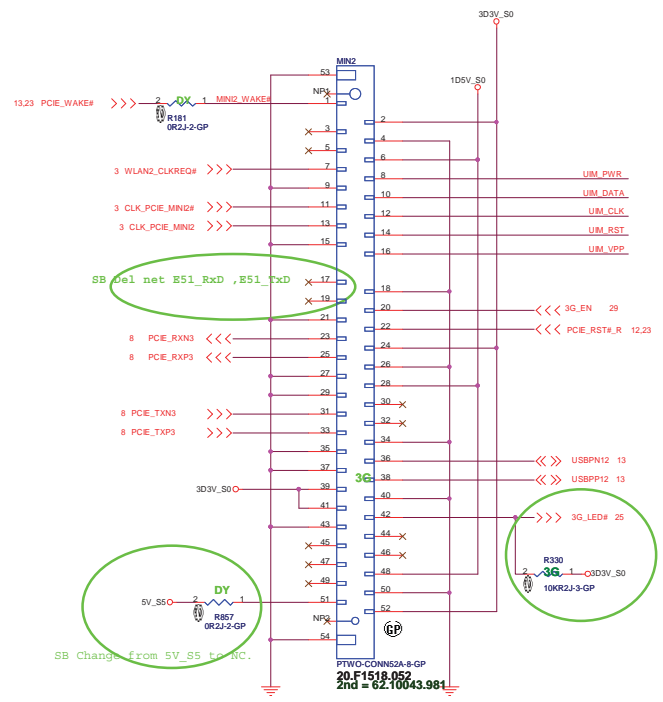 3D3V_S0
1D5V_S0
MIN2
53
NP1
13,23 PCIE_WAKE#
2 DY 1 MINI2_WAKE#
1
R181
0R2J-2-GP
2
3
4
5
6
3 WLAN2_CLKREQ#
7
8
UIM_PWR
9
10
UIM_DATA
3 CLK_PCIE_MINI2#
11
12
UIM_CLK
3 CLK_PCIE_MINI2
13
14
UIM_RST
15
16
UIM_VPP
SB Del net E51_RxD ,E51_TxD
17
18
19
20
3G_EN 29
21
22
PCIE_RST#_R 12,23
8 PCIE_RXN3
23
24
8 PCIE_RXP3
25
26
27
28
29
30
8 PCIE_TXN3
31
32
8 PCIE_TXP3
33
34
35
36
USBPN12 13
37
3G
38
USBPP12 13
3D3V_S0
39
40
41
42
3G_LED# 25
43
44
45
46
47
48
R330
2 3G 1 3D3V_S0
10KR2J-3-GP
49
50
5V_S5
2 DY 1
51
52
R857
0R2J-2-GP
NP2
GP
54
SB Change from 5V_S5 to NC.
PTWO-CONN52A-8-GP
20.F1518.052
2nd = 62.10043.981